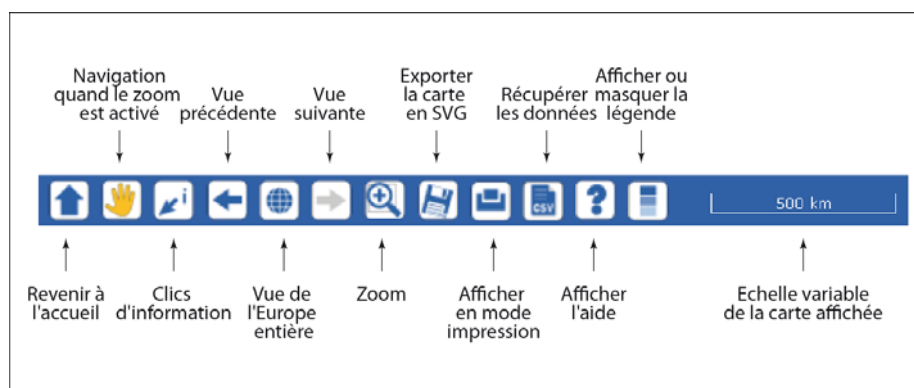 Navigation
quand le zoom
est activé
Vue
précédente
Vue
suivante
Exporter
la carte
en SVG
Récupérer
les données
Afficher ou
masquer la
légende
i
CSV
?
500 km
Revenir à
l'accueil
Clics
d'information
Vue de
l'Europe
entière
Zoom
Afficher
en mode
impression
Afficher
l'aide
Echelle variable
de la carte affichée